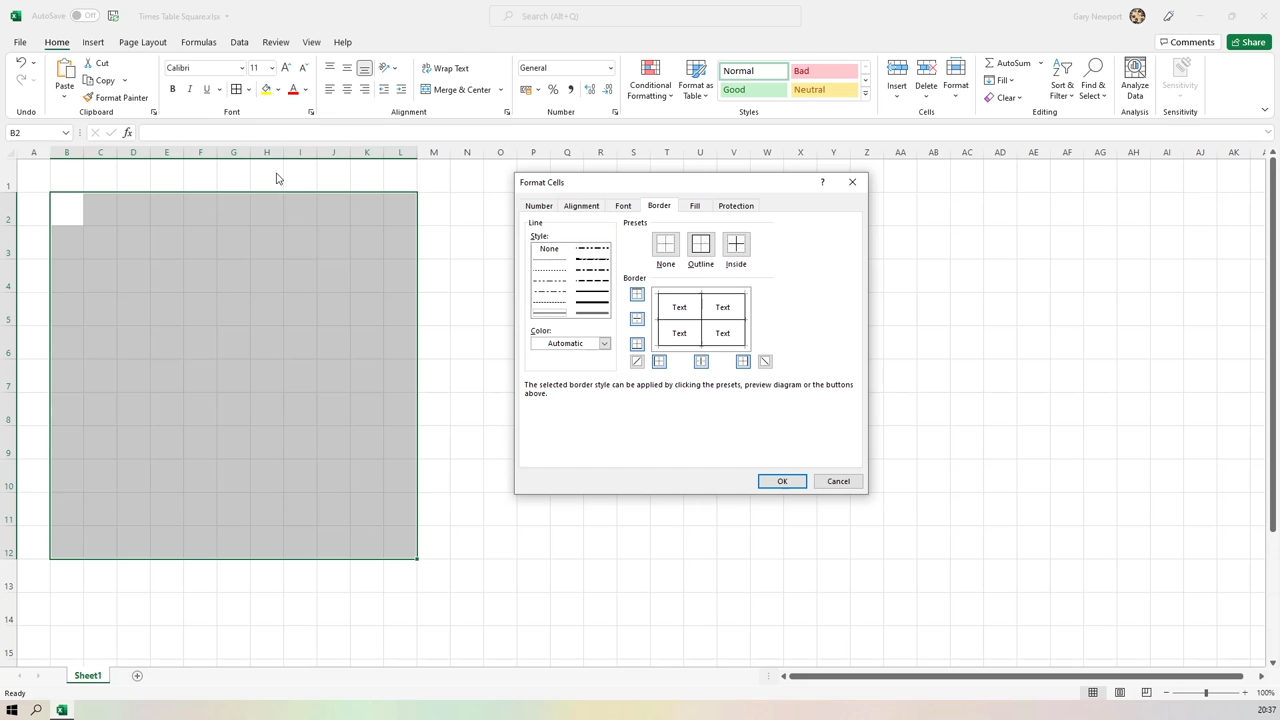 AutoSave Off Times Table Square.xlsx Search (Alt+Q) Gary Newport
File Home Insert Page Layout Formulas Data Review View Help Comments Share
Paste Cut Copy Format Painter
Calibri 11 B I U A A A
Wrap Text Merge & Center
General % ,
Conditional Formatting Format as Table
Normal Bad Good Neutral
Insert Delete Format
AutoSum Fill Clear Sort & Filter Find & Select
Analyze Data Sensitivity
Undo Clipboard Font Alignment Number Styles Cells Editing Analysis Sensitivity
B2 fx
A B C D E F G H I J K L M N O P Q R S T U V W X Y Z AA AB AC AD AE AF AG AH AI AJ AK
1
2
3
4
5
6
7
8
9
10
11
12
13
14
15
Format Cells ?
Number Alignment Font Border Fill Protection
Line Presets
Style:
None
None Outline Inside
Border
Text Text
Text Text
Color:
Automatic
The selected border style can be applied by clicking the presets, preview diagram or the buttons
above.
OK Cancel
Sheet1
Ready 100%
20:37